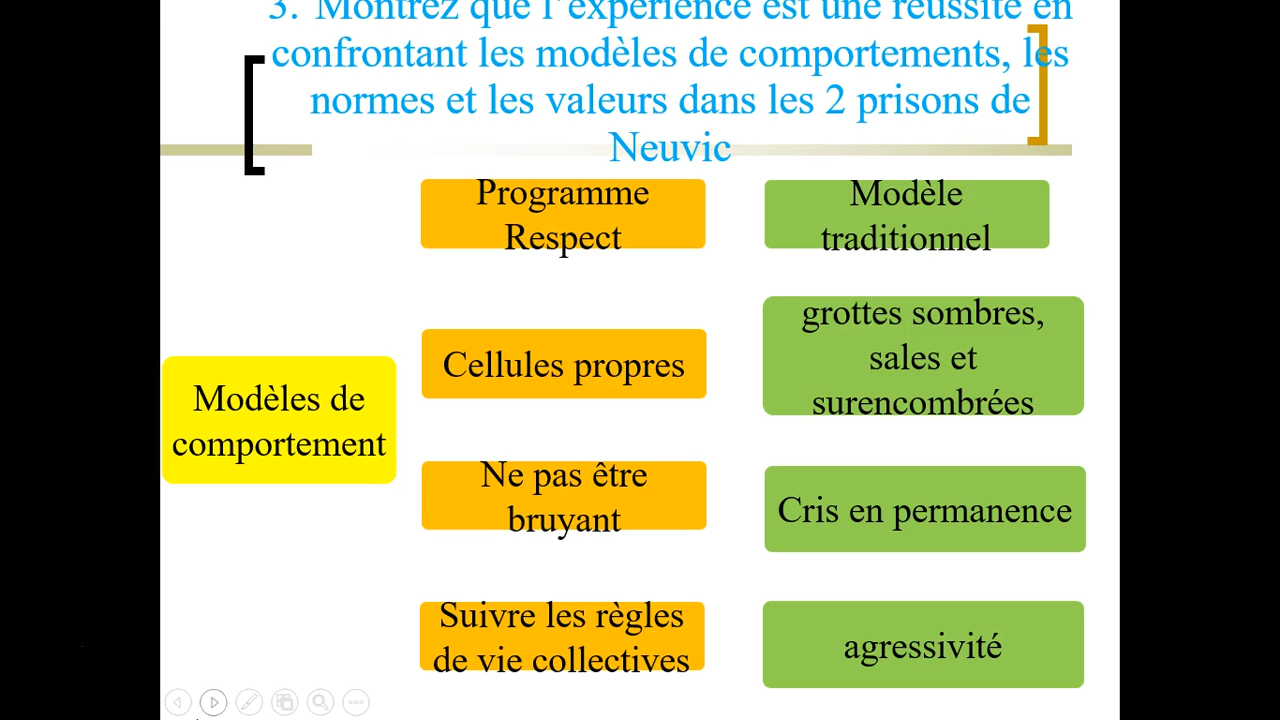 3. Montrez que l'expérience est une réussite en
confrontant les modèles de comportements, les
normes et les valeurs dans les 2 prisons de
Neuvic
Programme
Respect
Modèle
traditionnel
Modèles de
comportement
Cellules propres
grottes sombres,
sales et
surencombrées
Ne pas être
bruyant
Cris en permanence
Suivre les règles
de vie collectives
agressivité